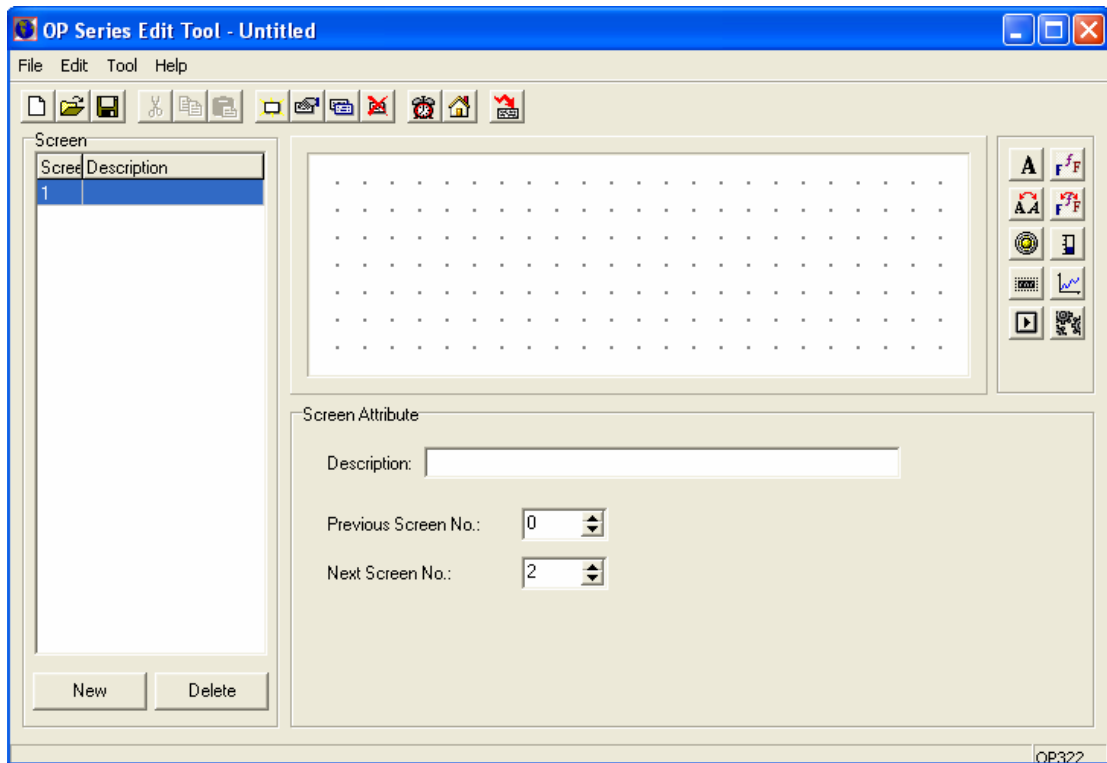 OP Series Edit Tool - Untitled
File Edit Tool Help
Screen
Scree Description
1
A F f F
A A F f F
Screen Attribute
Description:
Previous Screen No.: 0
Next Screen No.: 2
New Delete
OP322